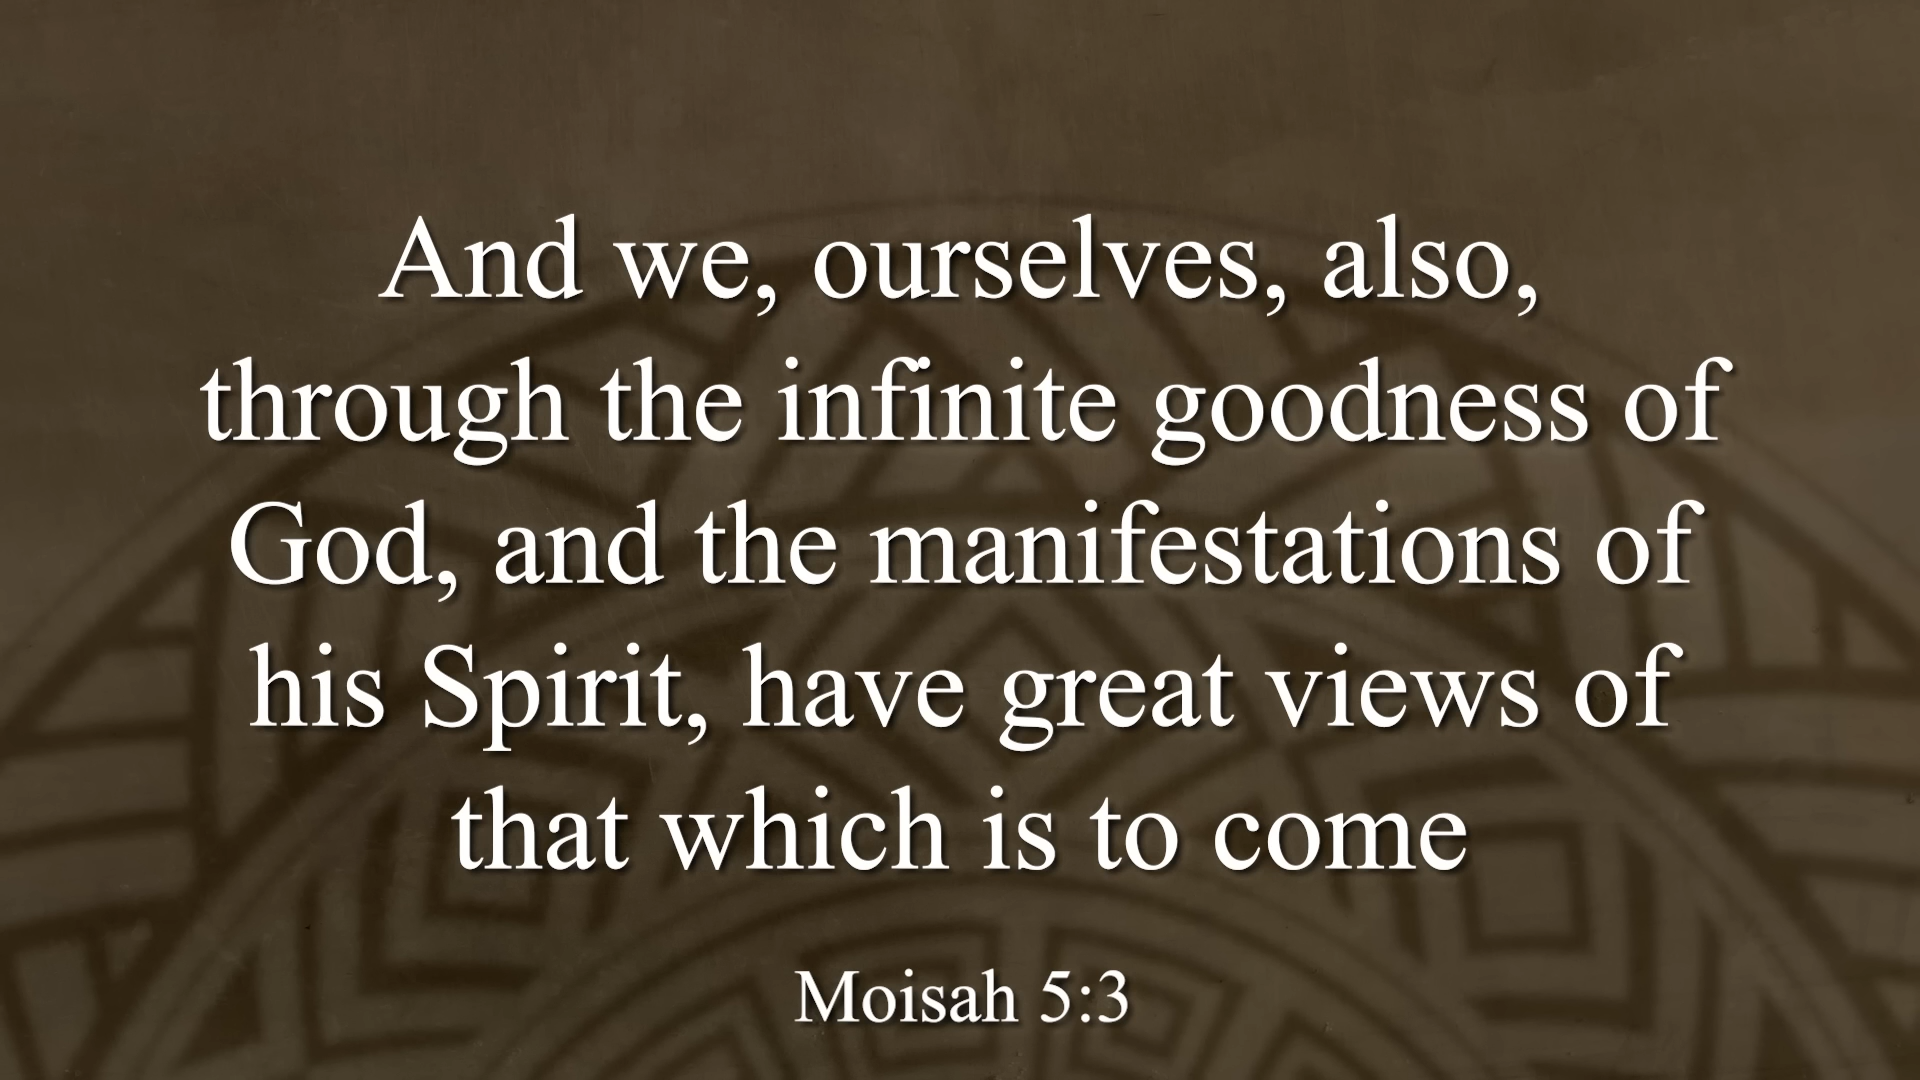 And we, ourselves, also,
through the infinite goodness of
God, and the manifestations of
his Spirit, have great views of
that which is to come
Moisah 5:3